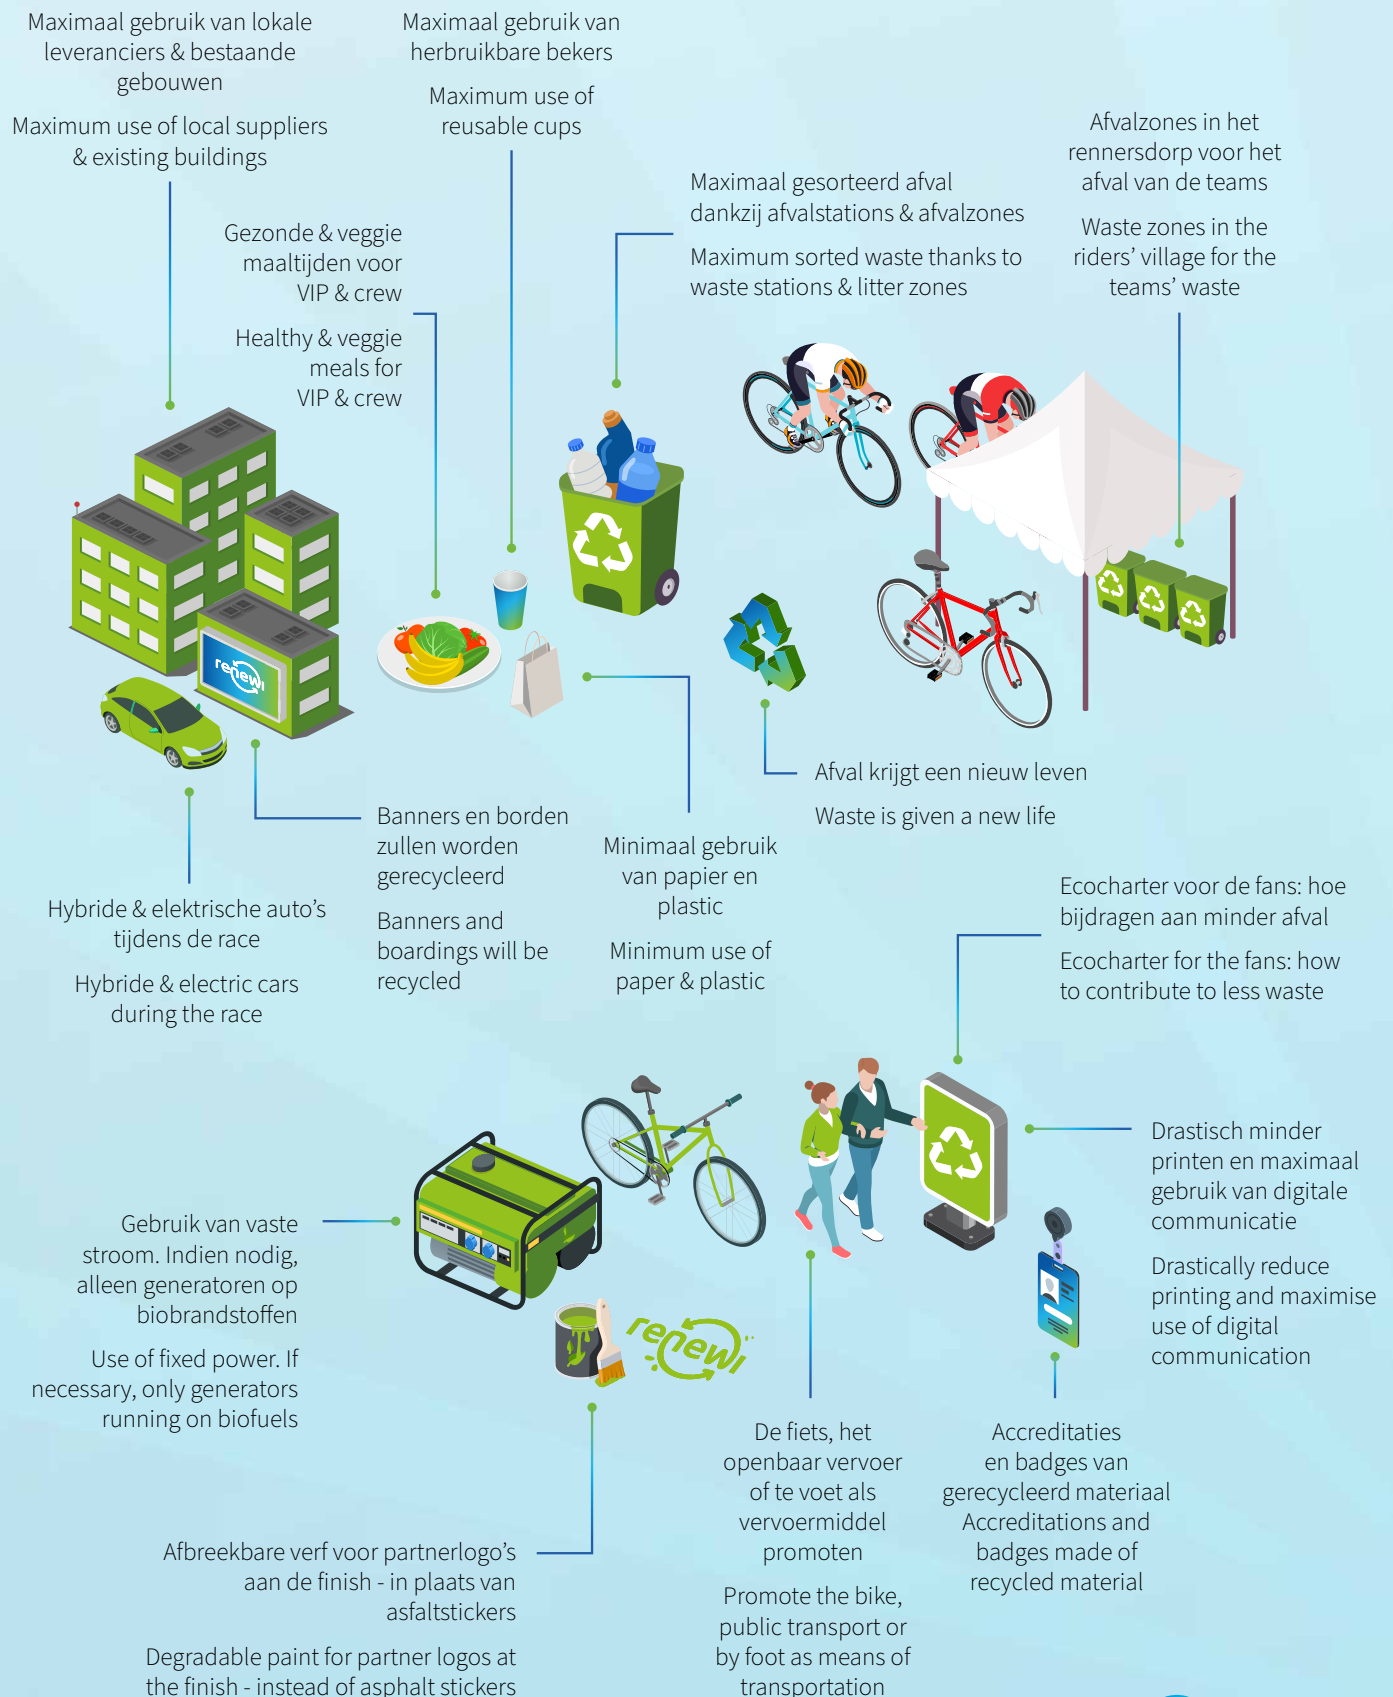 Maximaal gebruik van lokale
leveranciers & bestaande
gebouwen
Maximum use of local suppliers
& existing buildings
Maximaal gebruik van
herbruikbare bekers
Maximum use of
reusable cups
Gezonde & veggie
maaltijden voor
VIP & crew
Healthy & veggie
meals for
VIP & crew
Maximaal gesorteerd afval
dankzij afvalstations & afvalzones
Maximum sorted waste thanks to
waste stations & litter zones
Afvalzones in het
rennersdorp voor het
afval van de teams
Waste zones in the
riders’ village for the
teams’ waste
renewi
Afval krijgt een nieuw leven
Waste is given a new life
Hybride & elektrische auto’s
tijdens de race
Hybride & electric cars
during the race
Banners en borden
zullen worden
gerecycleerd
Banners and
boardings will be
recycled
Minimaal gebruik
van papier en
plastic
Minimum use of
paper & plastic
Ecocharter voor de fans: hoe
bijdragen aan minder afval
Ecocharter for the fans: how
to contribute to less waste
Drastisch minder
printen en maximaal
gebruik van digitale
communicatie
Drastically reduce
printing and maximise
use of digital
communication
Gebruik van vaste
stroom. Indien nodig,
alleen generatoren op
biobrandstoffen
Use of fixed power. If
necessary, only generators
running on biofuels
renewi
Afbreekbare verf voor partnerlogo’s
aan de finish - in plaats van
asfaltstickers
Degradable paint for partner logos at
the finish - instead of asphalt stickers
De fiets, het
openbaar vervoer
of te voet als
vervoermiddel
promoten
Promote the bike,
public transport or
by foot as means of
transportation
Accreditaties
en badges van
gerecycleerd materiaal
Accreditations and
badges made of
recycled material